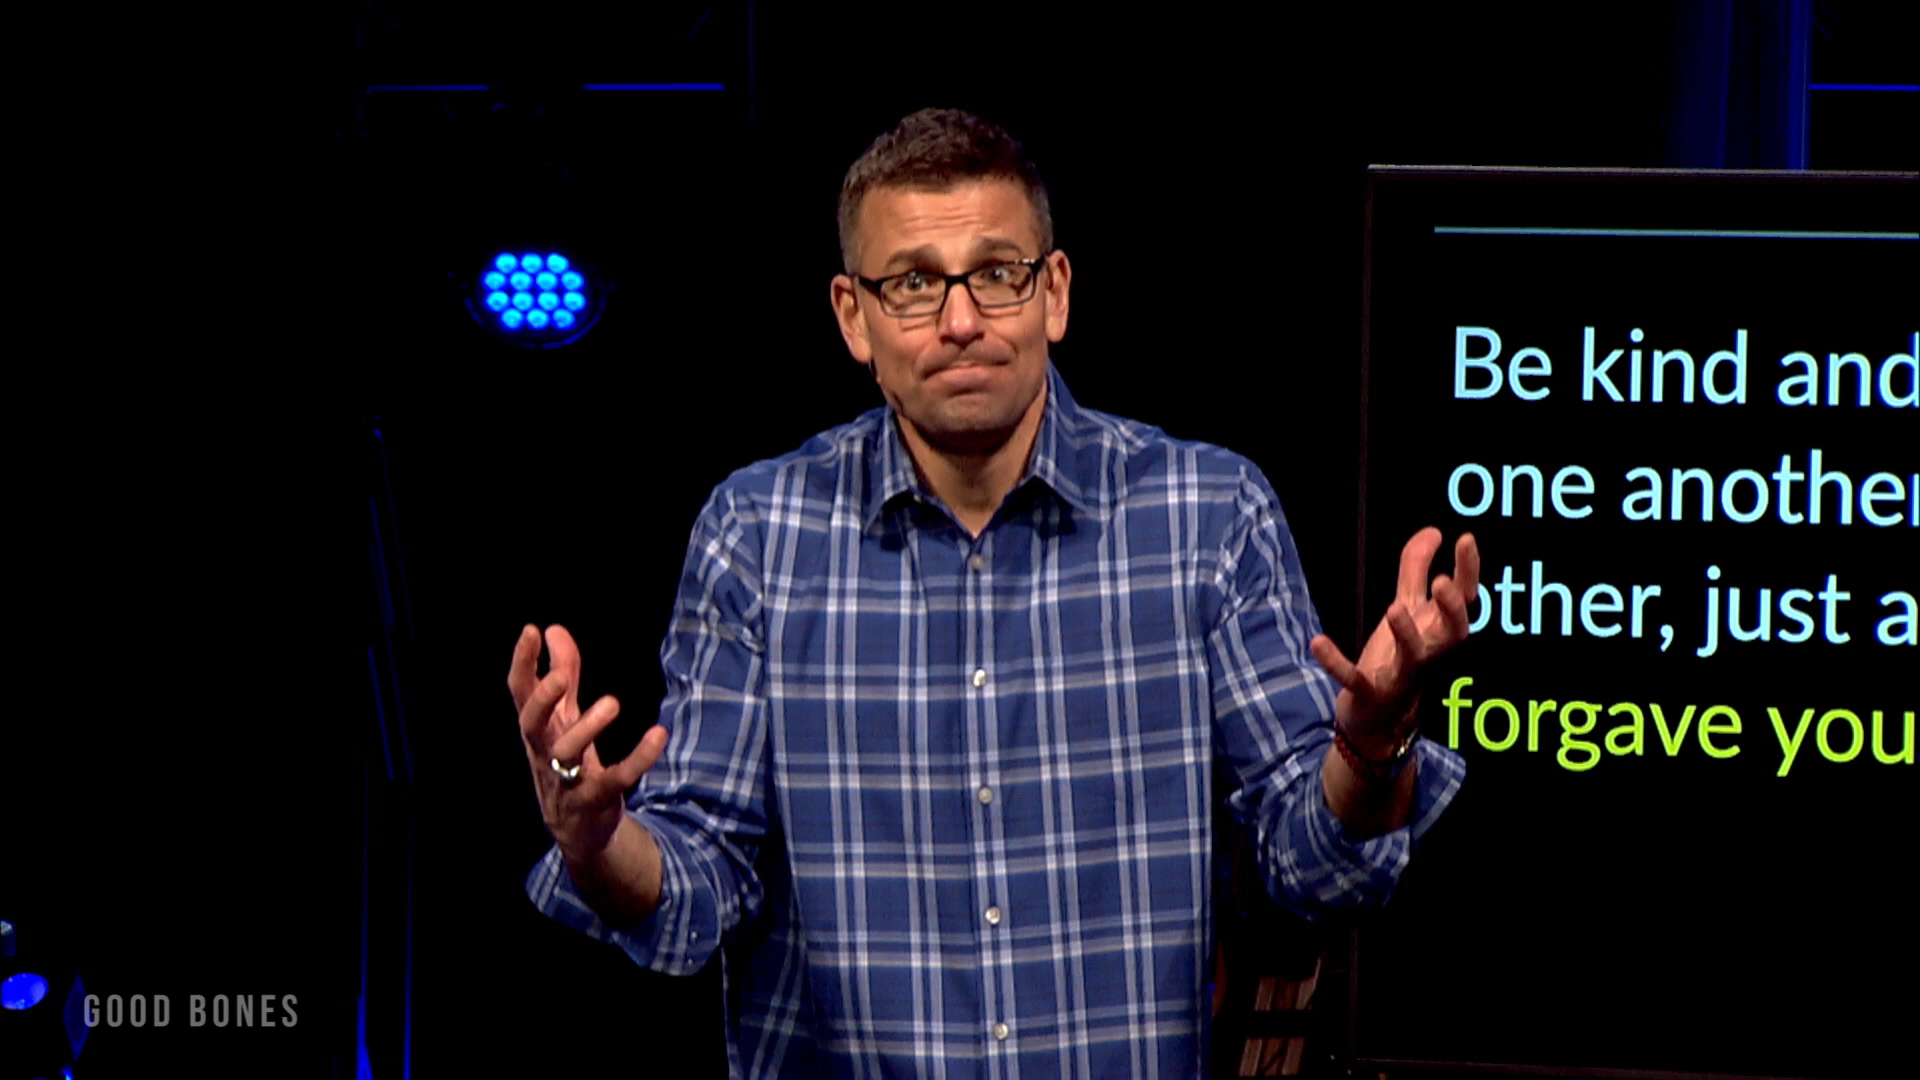 Be kind and
one another
other, just a
forgave you
GOOD BONES